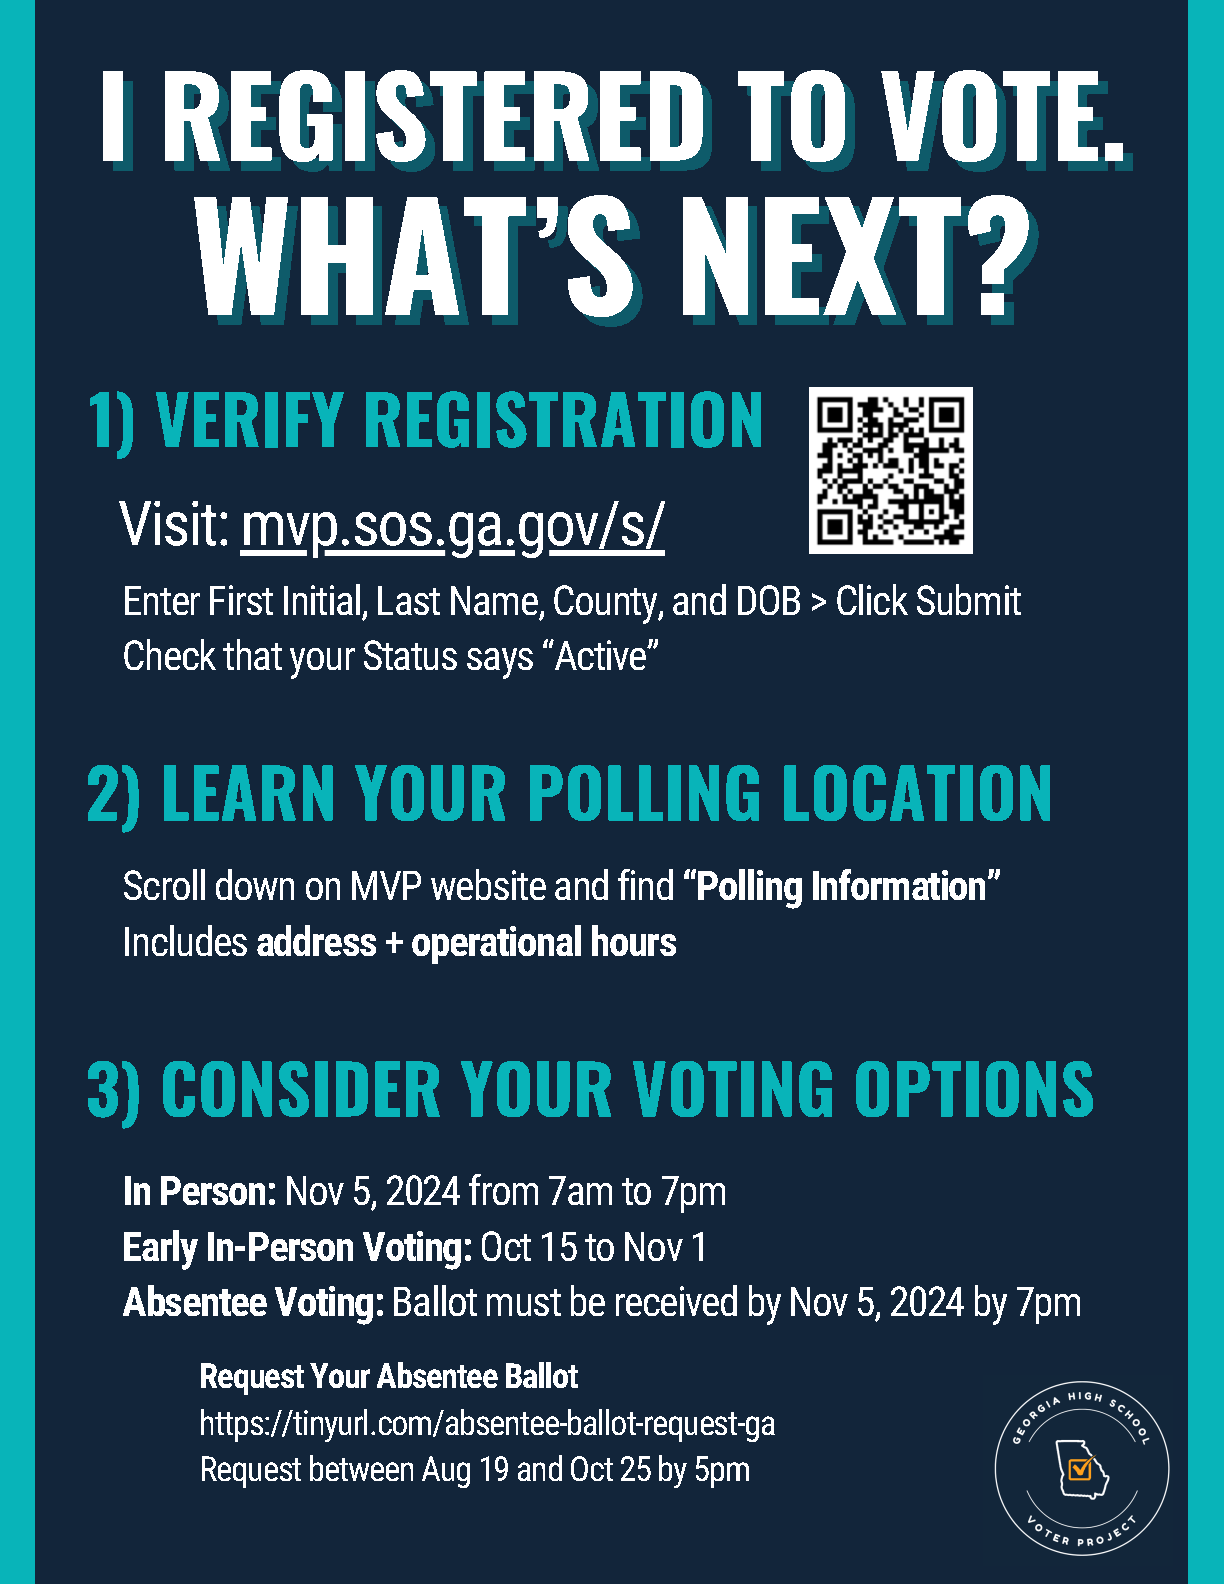 I REGISTERED TO VOTE.
WHAT’S NEXT?
1) VERIFY REGISTRATION
Visit: mvp.sos.ga.gov/s/
Enter First Initial, Last Name, County, and DOB > Click Submit
Check that your Status says “Active”
2) LEARN YOUR POLLING LOCATION
Scroll down on MVP website and find “Polling Information”
Includes address + operational hours
3) CONSIDER YOUR VOTING OPTIONS
In Person: Nov 5, 2024 from 7am to 7pm
Early In-Person Voting: Oct 15 to Nov 1
Absentee Voting: Ballot must be received by Nov 5, 2024 by 7pm
Request Your Absentee Ballot
https://tinyurl.com/absentee-ballot-request-ga
Request between Aug 19 and Oct 25 by 5pm
GEORGIA HIGH SCHOOL
VOTER PROJECT